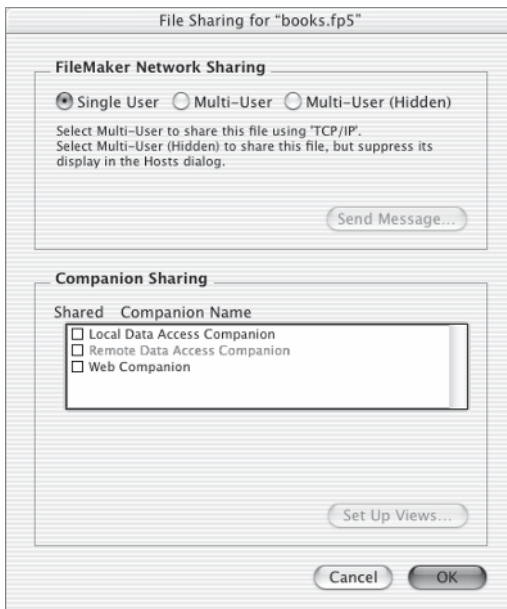 File Sharing for “books.fp5”
FileMaker Network Sharing
Single User Multi-User Multi-User (Hidden)
Select Multi-User to share this file using 'TCP/IP'.
Select Multi-User (Hidden) to share this file, but suppress its
display in the Hosts dialog.
Send Message...
Companion Sharing
Shared Companion Name
Local Data Access Companion
Remote Data Access Companion
Web Companion
Set Up Views...
Cancel OK